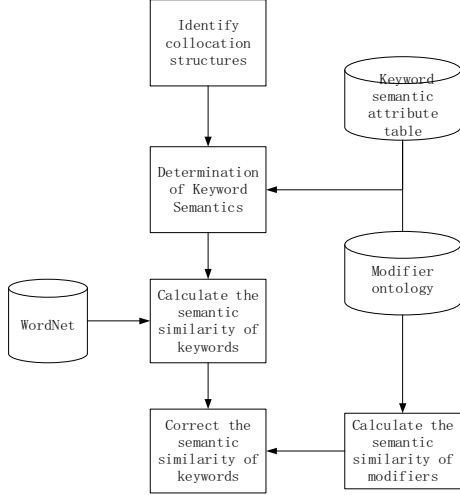 Identify
collocation
structures
Keyword
semantic
attribute
table
Determination
of Keyword
Semantics
Modifier
ontology
WordNet
Calculate the
semantic
similarity of
keywords
Correct the
semantic
similarity of
keywords
Calculate the
semantic
similarity of
modifiers